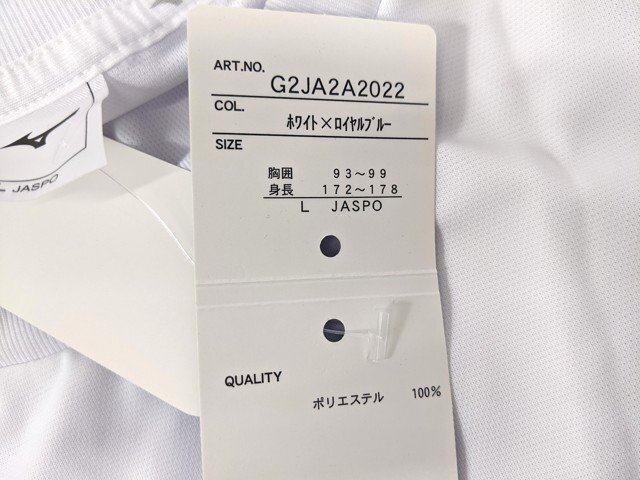 ART.NO.
G2JA2A2022
COL.
ﾎﾜｲﾄ×ﾛｲﾔﾙﾌﾞﾙｰ
SIZE
胸囲 93～99
身長 172～178
L JASPO
QUALITY
ポリエステル 100%
L JASPO